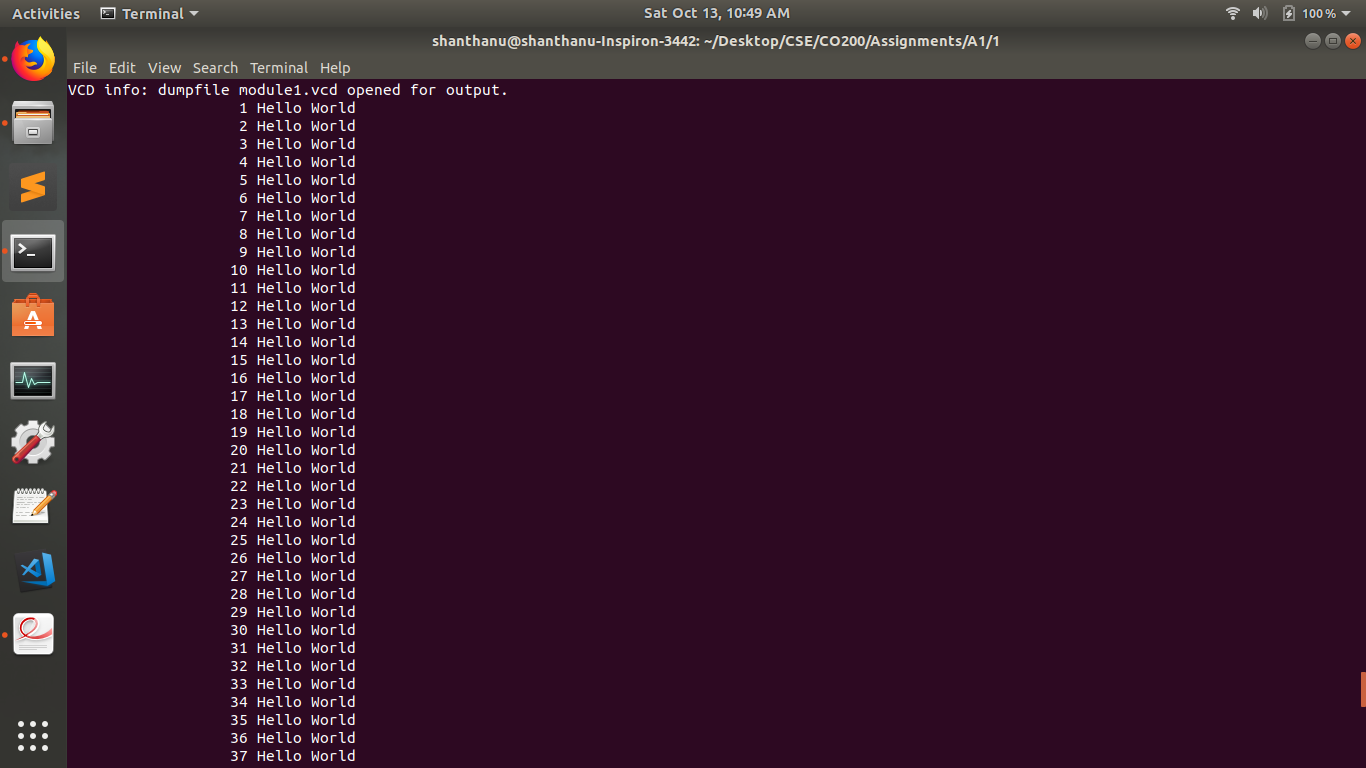 Activities Terminal Sat Oct 13, 10:49 AM 100%
shanthanu@shanthanu-Inspiron-3442: ~/Desktop/CSE/CO200/Assignments/A1/1
File Edit View Search Terminal Help
VCD info: dumpfile module1.vcd opened for output.
1 Hello World
2 Hello World
3 Hello World
4 Hello World
5 Hello World
6 Hello World
7 Hello World
8 Hello World
9 Hello World
10 Hello World
11 Hello World
12 Hello World
13 Hello World
14 Hello World
15 Hello World
16 Hello World
17 Hello World
18 Hello World
19 Hello World
20 Hello World
21 Hello World
22 Hello World
23 Hello World
24 Hello World
25 Hello World
26 Hello World
27 Hello World
28 Hello World
29 Hello World
30 Hello World
31 Hello World
32 Hello World
33 Hello World
34 Hello World
35 Hello World
36 Hello World
37 Hello World